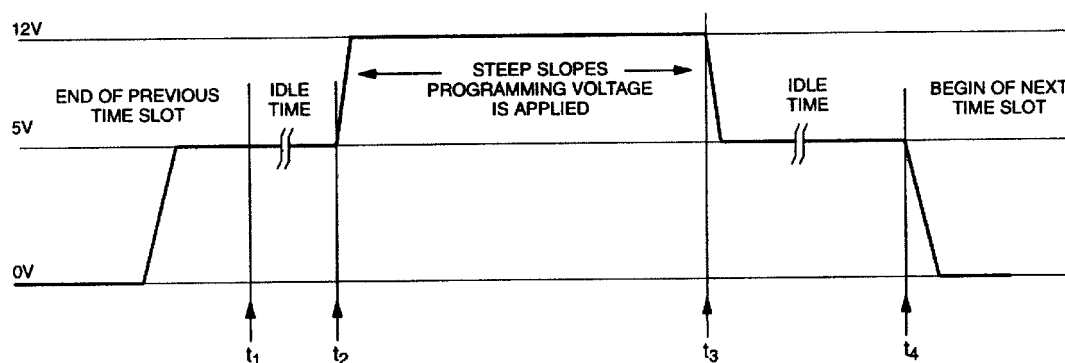 12V
STEEP SLOPES
PROGRAMMING VOLTAGE
IS APPLIED
END OF PREVIOUS
TIME SLOT
IDLE
TIME
IDLE
TIME
BEGIN OF NEXT
TIME SLOT
5V
0V
t1
t2
t3
t4